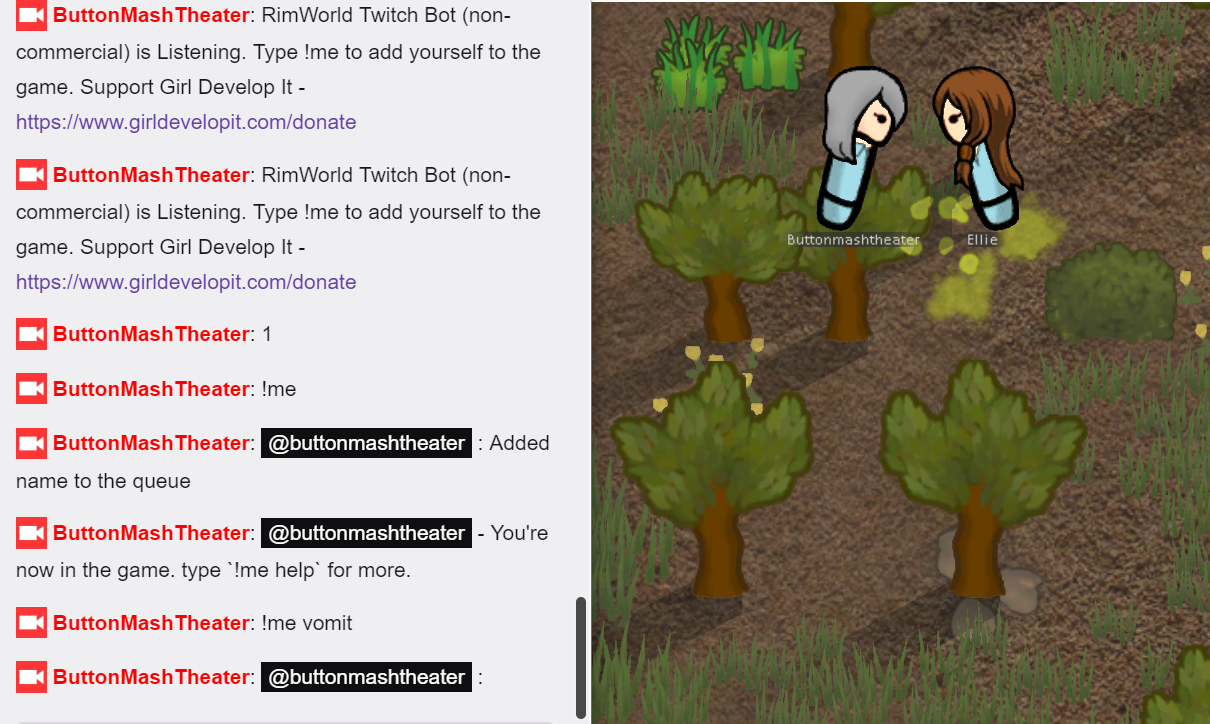 ButtonMashTheater: RimWorld Twitch Bot (non-
commercial) is Listening. Type !me to add yourself to the
game. Support Girl Develop It -
https://www.girldevelopit.com/donate
ButtonMashTheater: RimWorld Twitch Bot (non-
commercial) is Listening. Type !me to add yourself to the
game. Support Girl Develop It -
https://www.girldevelopit.com/donate
ButtonMashTheater: 1
ButtonMashTheater: !me
ButtonMashTheater: @buttonmashtheater : Added
name to the queue
ButtonMashTheater: @buttonmashtheater - You're
now in the game. type `!me help` for more.
ButtonMashTheater: !me vomit
ButtonMashTheater: @buttonmashtheater :
Buttonmashtheater
Ellie